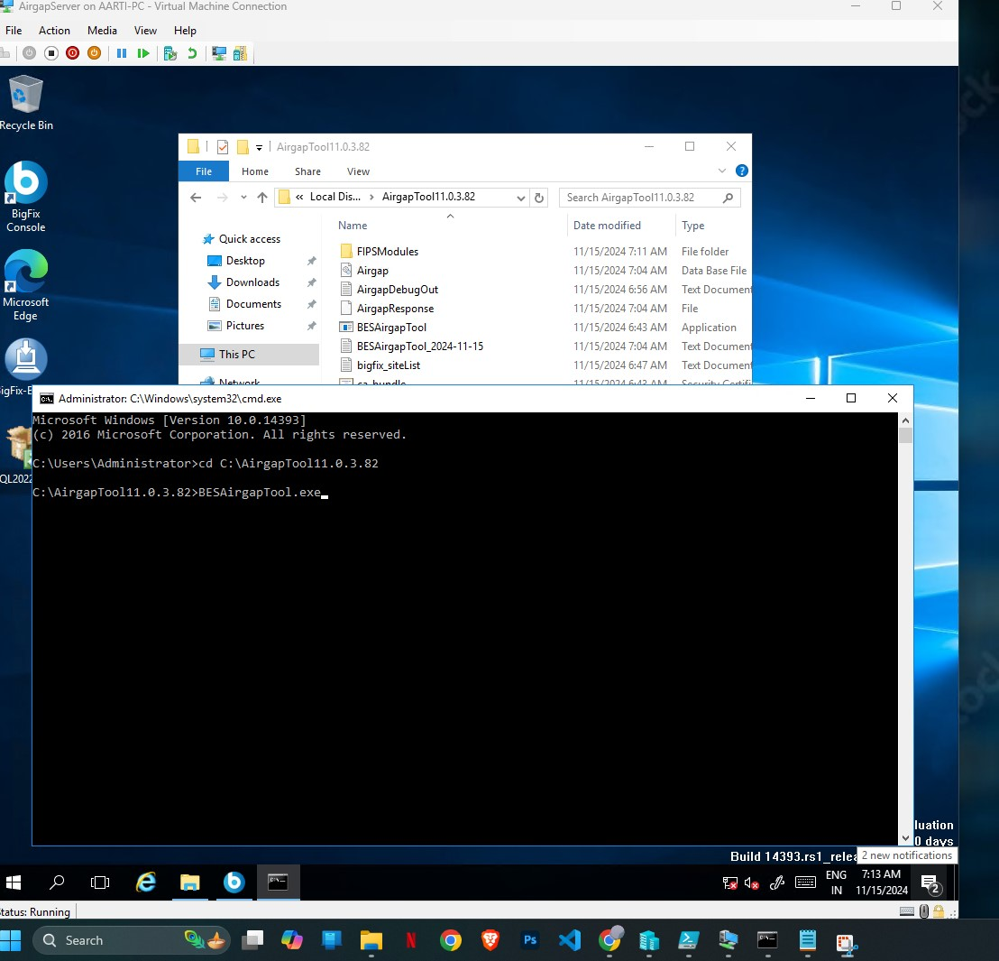 AirgapServer on AARTI-PC - Virtual Machine Connection
File Action Media View Help
Recycle Bin
BigFix
Console
Microsoft
Edge
AirgapTool11.0.3.82
File Home Share View
« Local Dis... › AirgapTool11.0.3.82
Search AirgapTool11.0.3.82
Name Date modified Type
Quick access
Desktop
Downloads
Documents
Pictures
This PC
Network
FIPSModules 11/15/2024 7:11 AM File folder
Airgap 11/15/2024 7:04 AM Data Base File
AirgapDebugOut 11/15/2024 6:56 AM Text Document
AirgapResponse 11/15/2024 7:04 AM File
BESAirgapTool 11/15/2024 6:43 AM Application
BESAirgapTool_2024-11-15 11/15/2024 7:04 AM Text Document
bigfix_siteList 11/15/2024 6:47 AM Text Document
ca_bundle 11/15/2024 6:43 AM Security Certifi
igFix-E
QL2022
Administrator: C:\Windows\system32\cmd.exe
Microsoft Windows [Version 10.0.14393]
(c) 2016 Microsoft Corporation. All rights reserved.
C:\Users\Administrator>cd C:\AirgapTool11.0.3.82
C:\AirgapTool11.0.3.82>BESAirgapTool.exe
luation
0 days
Build 14393.rs1_relea
2 new notifications
ENG
IN
7:13 AM
11/15/2024
2
Status: Running
Search
Ps